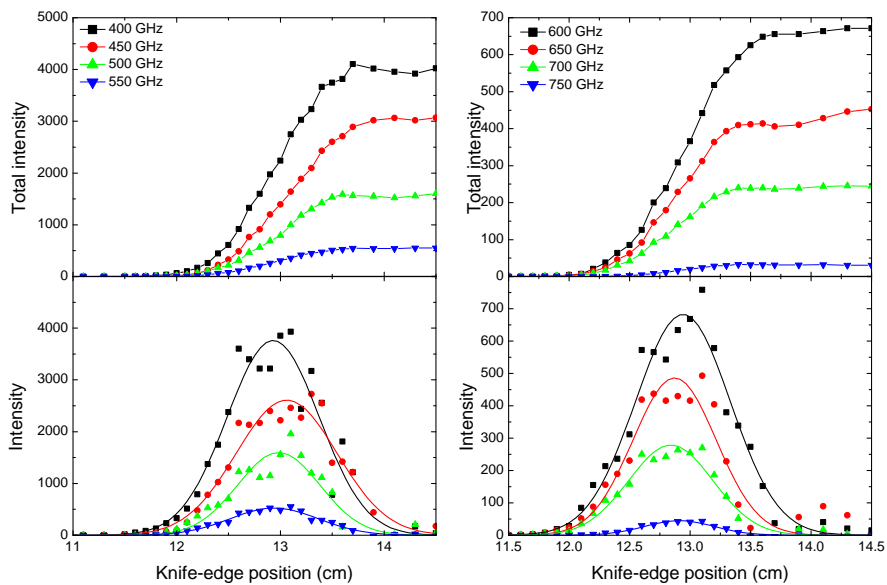 5000
4000
3000
2000
1000
0
Total intensity
400 GHz
450 GHz
500 GHz
550 GHz
700
600
500
400
300
200
100
0
Total intensity
600 GHz
650 GHz
700 GHz
750 GHz
4000
3000
2000
1000
0
Intensity
11
12
13
14
Knife-edge position (cm)
700
600
500
400
300
200
100
0
Intensity
11.5
12.0
12.5
13.0
13.5
14.0
14.5
Knife-edge position (cm)